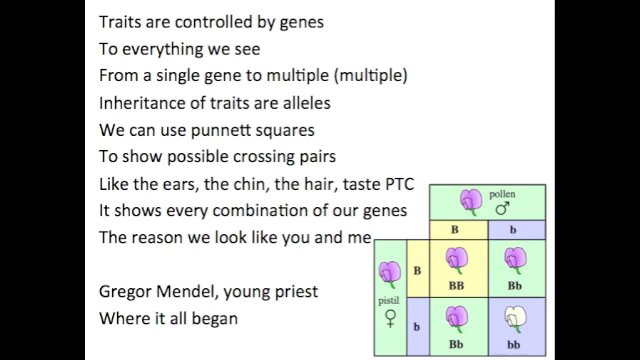 Traits are controlled by genes
To everything we see
From a single gene to multiple (multiple)
Inheritance of traits are alleles
We can use punnett squares
To show possible crossing pairs
Like the ears, the chin, the hair, taste PTC
It shows every combination of our genes
The reason we look like you and me
Gregor Mendel, young priest
Where it all began
pollen
♂
B b
pistil
♀
B BB Bb
b Bb bb